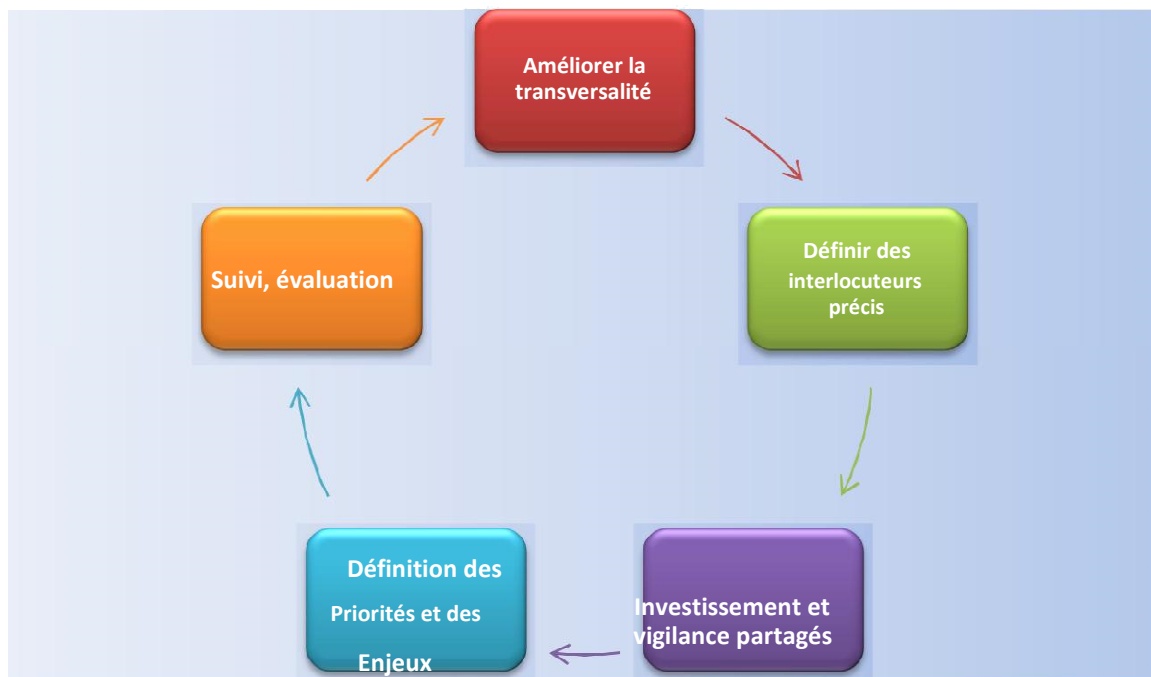 Améliorer la
transversalité
Définir des
interlocuteurs
précis
Investissement et
vigilance partagés
Définition des
Priorités et des
Enjeux
Suivi, évaluation